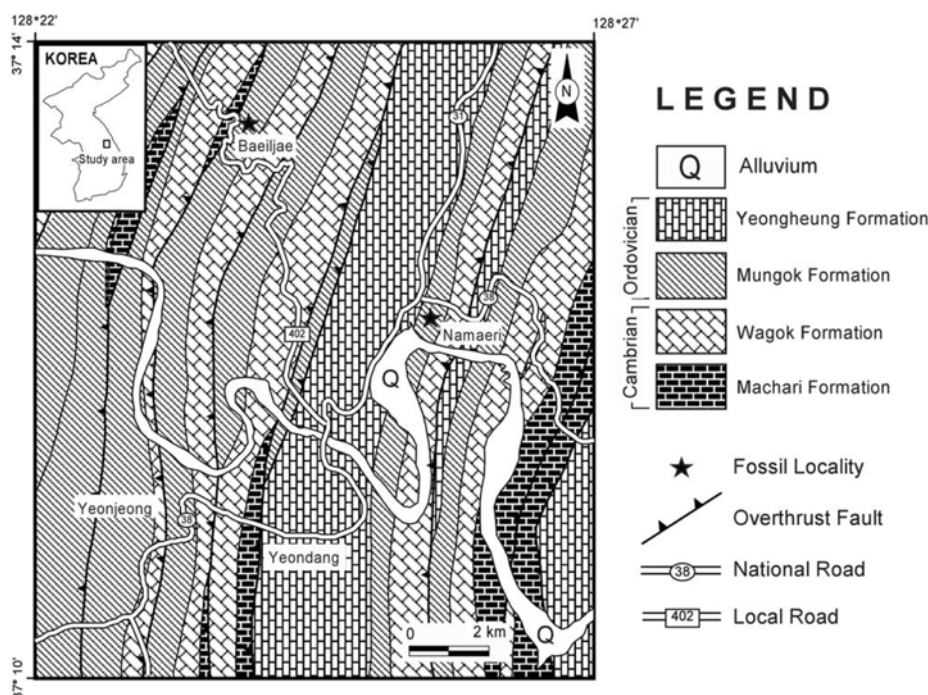 128°22'
128°27'
37°14'
KOREA
Study area
N
31
Baeiljae
38
402
Namaeri
Q
Yeonjeong
38
Yeondang
0 2 km
Q
37°10'
LEGEND
Q Alluvium
Ordovician
Yeongheung Formation
Mungok Formation
Cambrian
Wagok Formation
Machari Formation
Fossil Locality
Overthrust Fault
38 National Road
402 Local Road